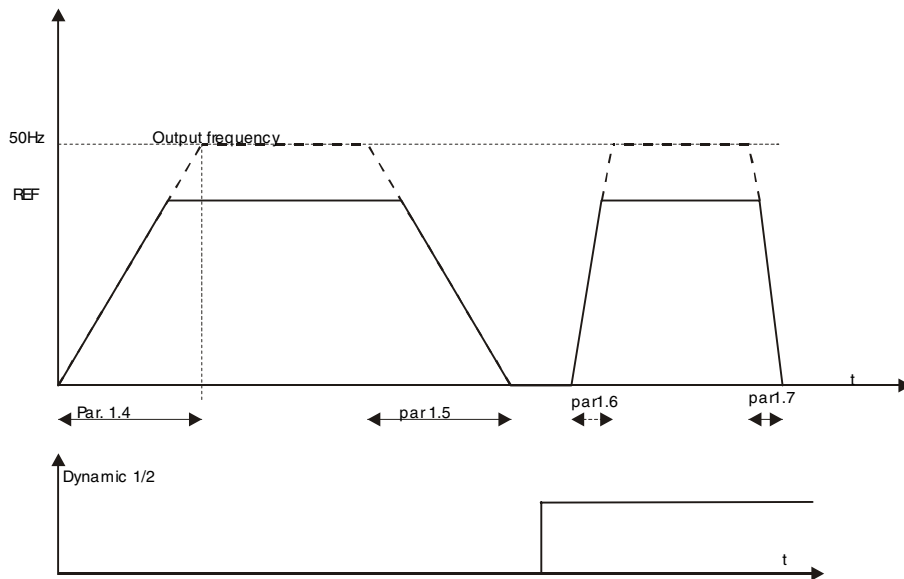 50Hz
Output frequency
REF
t
Par. 1.4
par 1.5
par1.6
par1.7
Dynamic 1/2
t